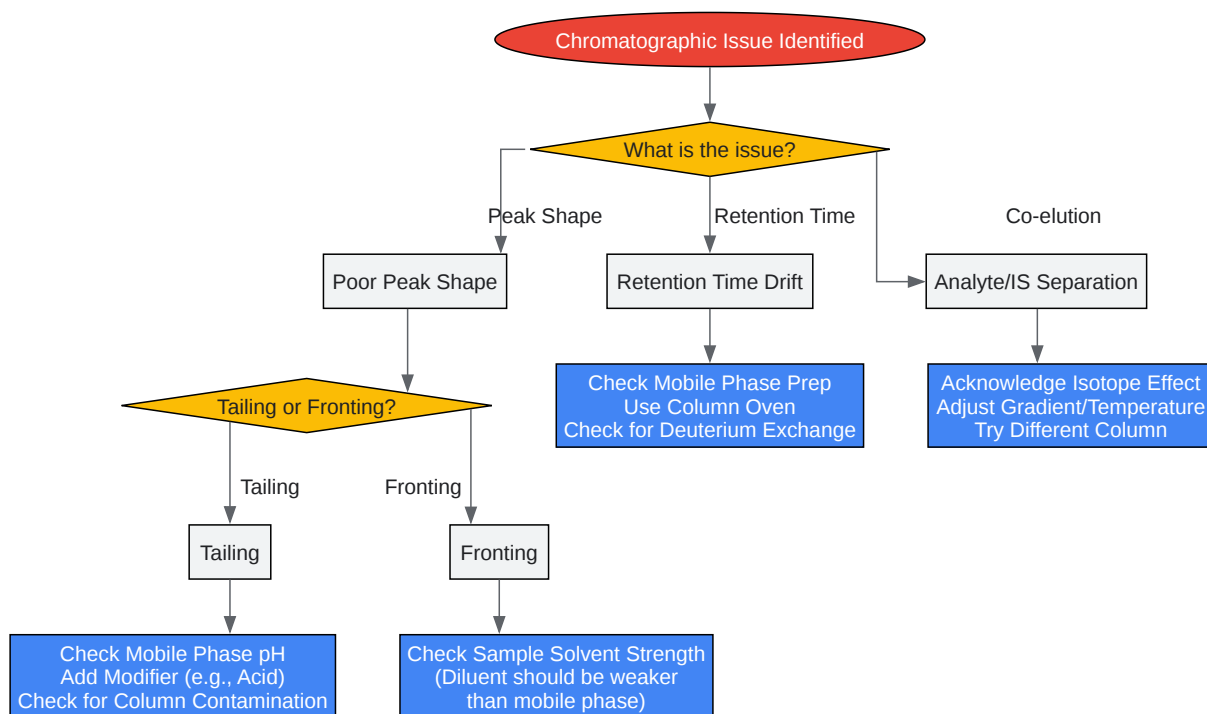 Chromatographic Issue Identified
What is the issue?
Peak Shape
Retention Time
Co-elution
Poor Peak Shape
Retention Time Drift
Analyte/IS Separation
Check Mobile Phase Prep
Use Column Oven
Check for Deuterium Exchange
Acknowledge Isotope Effect
Adjust Gradient/Temperature
Try Different Column
Tailing or Fronting?
Tailing
Fronting
Tailing
Fronting
Check Mobile Phase pH
Add Modifier (e.g., Acid)
Check for Column Contamination
Check Sample Solvent Strength
(Diluent should be weaker
than mobile phase)